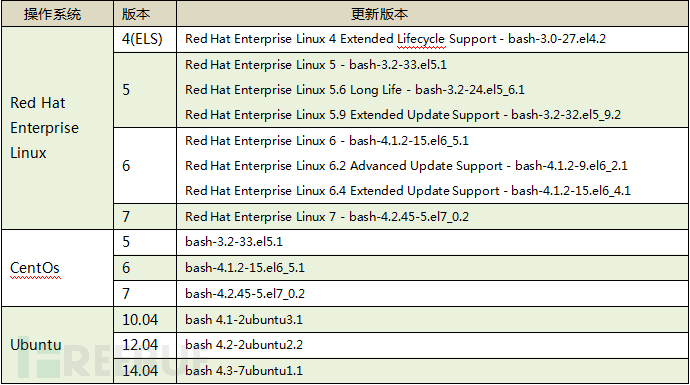 操作系统 版本 更新版本
4(ELS) Red Hat Enterprise Linux 4 Extended Lifecycle Support - bash-3.0-27.el4.2
Red Hat Enterprise Linux
5
Red Hat Enterprise Linux 5 - bash-3.2-33.el5.1
Red Hat Enterprise Linux 5.6 Long Life - bash-3.2-24.el5_6.1
Red Hat Enterprise Linux 5.9 Extended Update Support - bash-3.2-32.el5_9.2
6
Red Hat Enterprise Linux 6 - bash-4.1.2-15.el6_5.1
Red Hat Enterprise Linux 6.2 Advanced Update Support - bash-4.1.2-9.el6_2.1
Red Hat Enterprise Linux 6.4 Extended Update Support - bash-4.1.2-15.el6_4.1
7 Red Hat Enterprise Linux 7 - bash-4.2.45-5.el7_0.2
CentOs
5 bash-3.2-33.el5.1
6 bash-4.1.2-15.el6_5.1
7 bash-4.2.45-5.el7_0.2
Ubuntu
10.04 bash 4.1-2ubuntu3.1
12.04 bash 4.2-2ubuntu2.2
14.04 bash 4.3-7ubuntu1.1
FREEBUF